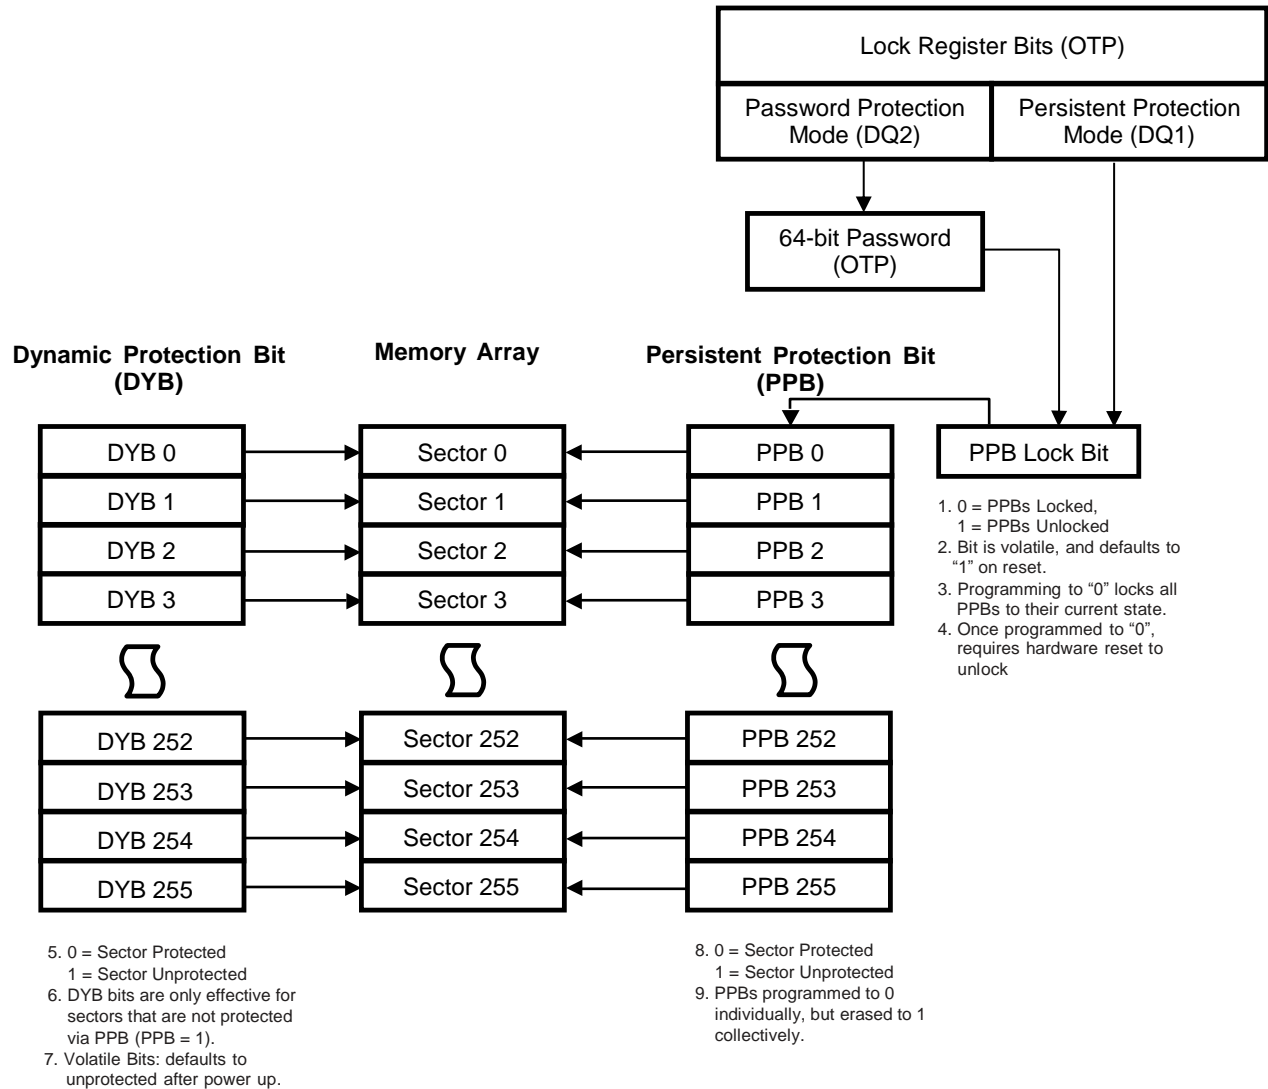 Lock Register Bits (OTP)
Password Protection
Mode (DQ2)
Persistent Protection
Mode (DQ1)
64-bit Password
(OTP)
Dynamic Protection Bit
(DYB)
Memory Array
Persistent Protection Bit
(PPB)
DYB 0
Sector 0
PPB 0
PPB Lock Bit
DYB 1
Sector 1
PPB 1
DYB 2
Sector 2
PPB 2
DYB 3
Sector 3
PPB 3
1. 0 = PPBs Locked,
1 = PPBs Unlocked
2. Bit is volatile, and defaults to
“1” on reset.
3. Programming to “0” locks all
PPBs to their current state.
4. Once programmed to “0”,
requires hardware reset to
unlock
DYB 252
Sector 252
PPB 252
DYB 253
Sector 253
PPB 253
DYB 254
Sector 254
PPB 254
DYB 255
Sector 255
PPB 255
5. 0 = Sector Protected
1 = Sector Unprotected
6. DYB bits are only effective for
sectors that are not protected
via PPB (PPB = 1).
7. Volatile Bits: defaults to
unprotected after power up.
8. 0 = Sector Protected
1 = Sector Unprotected
9. PPBs programmed to 0
individually, but erased to 1
collectively.